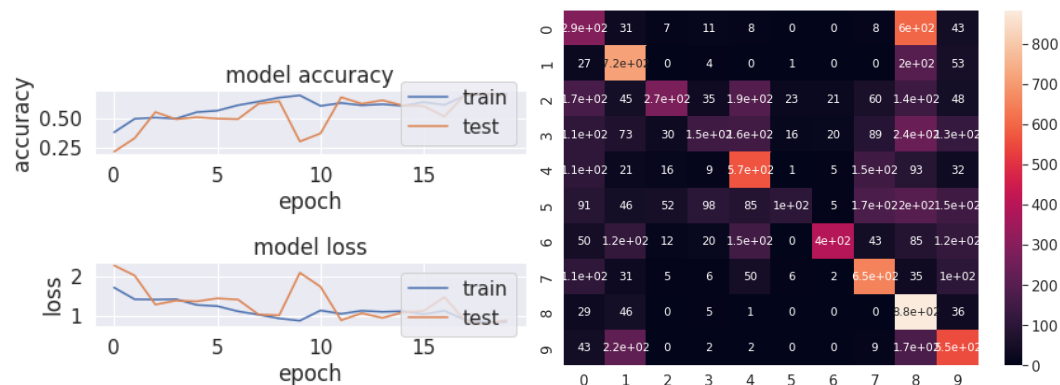 model accuracy
accuracy
0.50
0.25
train
test
0 5 10 15
epoch
model loss
loss
2
1
train
test
0 5 10 15
epoch
0 2.9e+02 31 7 11 8 0 0 8 6e+02 43
1 27 7.2e+02 0 4 0 1 0 0 2e+02 53
2 1.7e+02 45 2.7e+02 35 1.9e+02 23 21 60 1.4e+02 48
3 1.1e+02 73 30 1.5e+02 1.6e+02 16 20 89 2.4e+02 1.3e+02
4 1.1e+02 21 16 9 5.7e+02 1 5 1.5e+02 93 32
5 91 46 52 98 85 1e+02 5 1.7e+02 2e+02 1.5e+02
6 50 1.2e+02 12 20 1.5e+02 0 4e+02 43 85 1.2e+02
7 1.1e+02 31 5 6 50 6 2 6.5e+02 35 1e+02
8 29 46 0 5 1 0 0 0 8.8e+02 36
9 43 2.2e+02 0 2 2 0 0 9 1.7e+02 5.5e+02
0 1 2 3 4 5 6 7 8 9
800
700
600
500
400
300
200
100
0